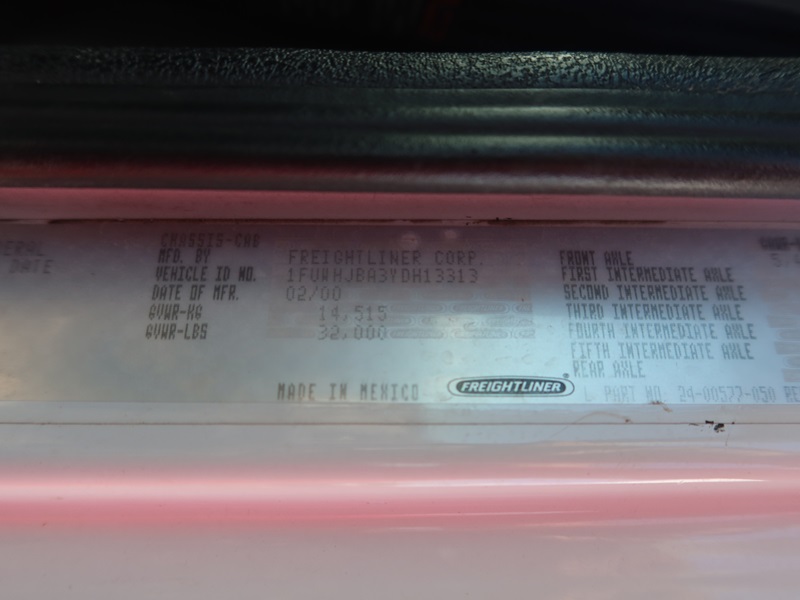 CHASSIS-CAB
MFD. BY FREIGHTLINER CORP. FRONT AXLE
DATE VEHICLE ID NO. 1FVWHJBA3YDH13313 FIRST INTERMEDIATE AXLE
DATE OF MFR. 02/00 SECOND INTERMEDIATE AXLE
GVWR-KG 14,515 THIRD INTERMEDIATE AXLE
GVWR-LBS 32,000 FOURTH INTERMEDIATE AXLE
FIFTH INTERMEDIATE AXLE
REAR AXLE
MADE IN MEXICO FREIGHTLINER PART NO. 24-00577-050